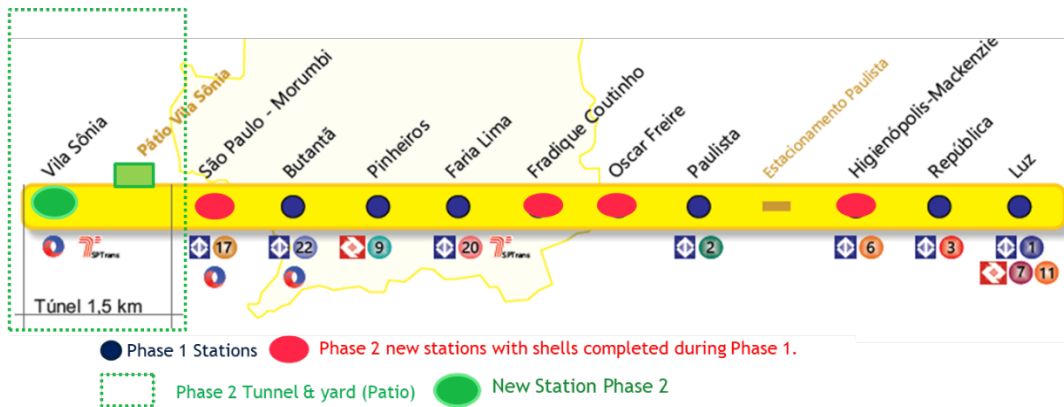 Vila Sônia
Pátio Vila Sônia
São Paulo - Morumbi
Butantã
Pinheiros
Faria Lima
Fradique Coutinho
Oscar Freire
Paulista
Estacionamento Paulista
Higienópolis-Mackenzie
República
Luz
SPTrans
17
22
9
20
SPTrans
2
6
3
1
7
11
Túnel 1,5 km
Phase 1 Stations
Phase 2 new stations with shells completed during Phase 1.
Phase 2 Tunnel & yard (Patio)
New Station Phase 2